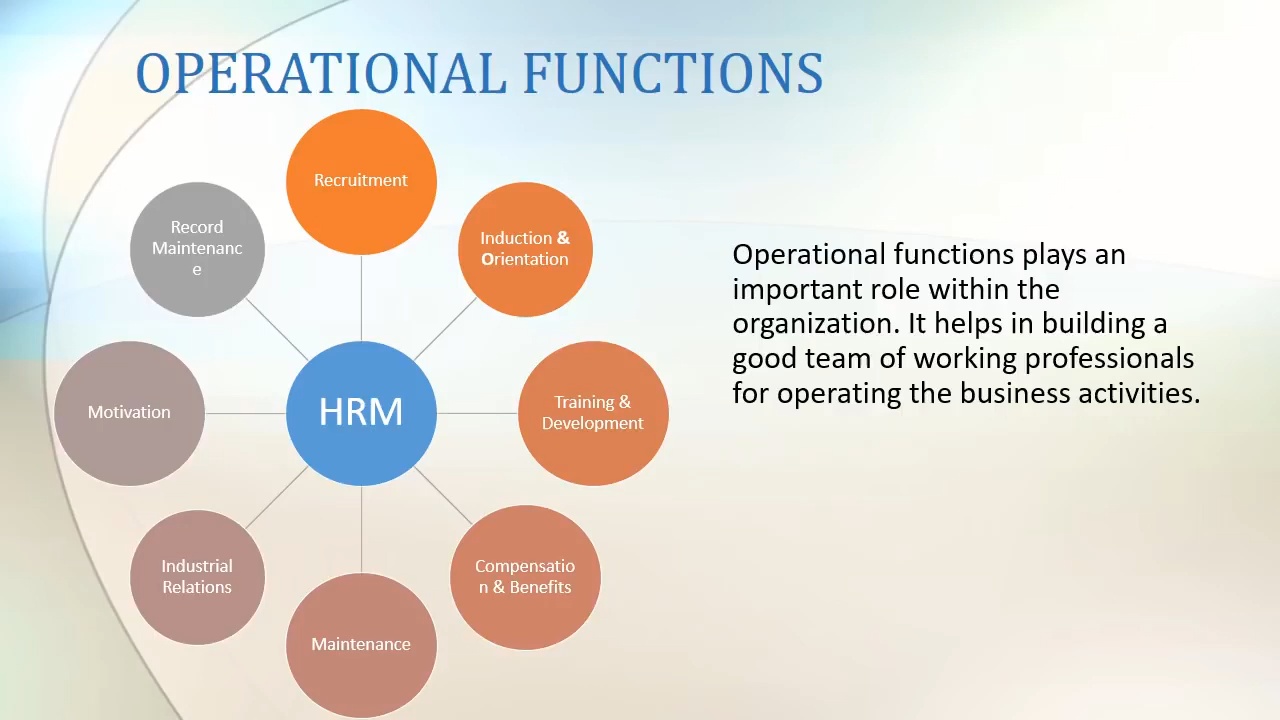 OPERATIONAL FUNCTIONS
Recruitment
Induction &
Orientation
Training &
Development
Compensatio
n & Benefits
Maintenance
Industrial
Relations
Motivation
Record
Maintenanc
e
HRM
Operational functions plays an
important role within the
organization. It helps in building a
good team of working professionals
for operating the business activities.